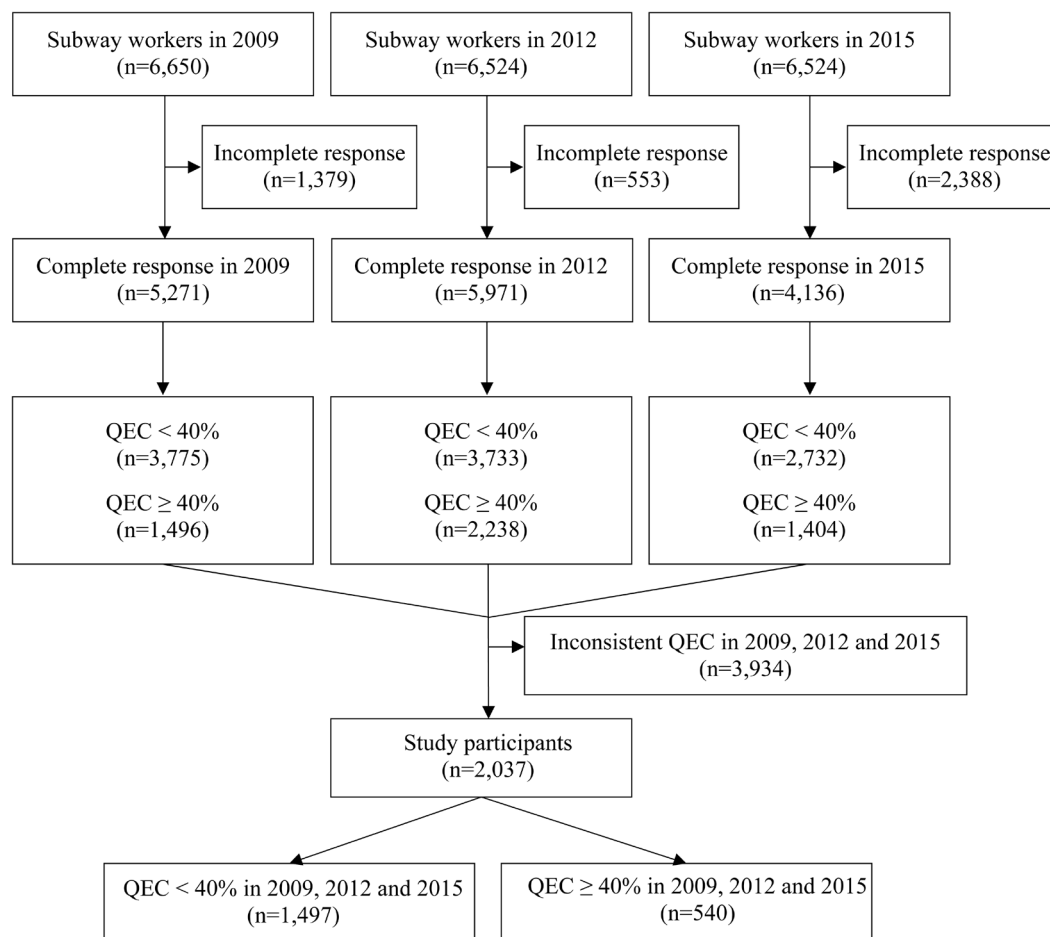 Subway workers in 2009
(n=6,650)
Subway workers in 2012
(n=6,524)
Subway workers in 2015
(n=6,524)
Incomplete response
(n=1,379)
Incomplete response
(n=553)
Incomplete response
(n=2,388)
Complete response in 2009
(n=5,271)
Complete response in 2012
(n=5,971)
Complete response in 2015
(n=4,136)
QEC < 40%
(n=3,775)
QEC ≥ 40%
(n=1,496)
QEC < 40%
(n=3,733)
QEC ≥ 40%
(n=2,238)
QEC < 40%
(n=2,732)
QEC ≥ 40%
(n=1,404)
Inconsistent QEC in 2009, 2012 and 2015
(n=3,934)
Study participants
(n=2,037)
QEC < 40% in 2009, 2012 and 2015
(n=1,497)
QEC ≥ 40% in 2009, 2012 and 2015
(n=540)